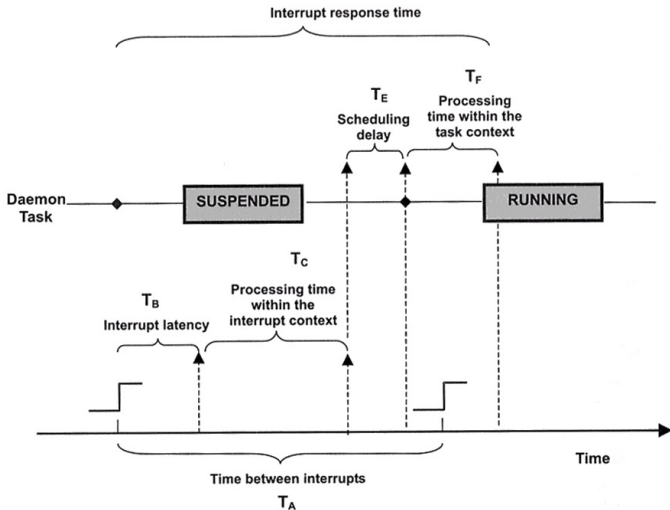 Interrupt response time
T_E
Scheduling
delay
T_F
Processing
time within the
task context
Daemon
Task
SUSPENDED
RUNNING
T_B
Interrupt latency
T_C
Processing time
within the
interrupt context
Time
Time between interrupts
T_A